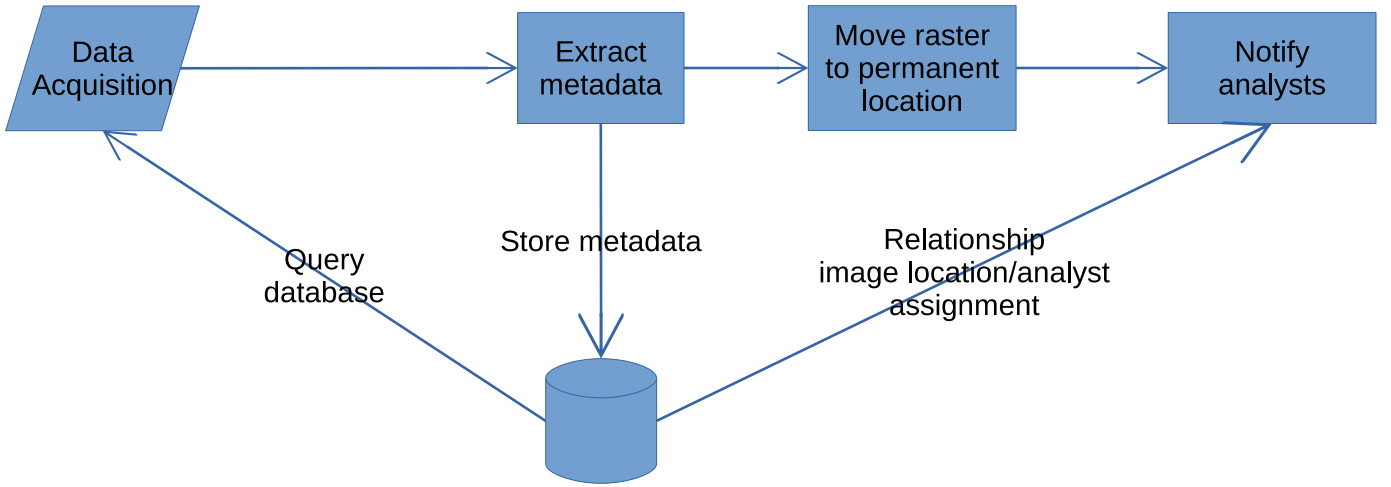 Data
Acquisition
Extract
metadata
Move raster
to permanent
location
Notify
analysts
Query
database
Store metadata
Relationship
image location/analyst
assignment